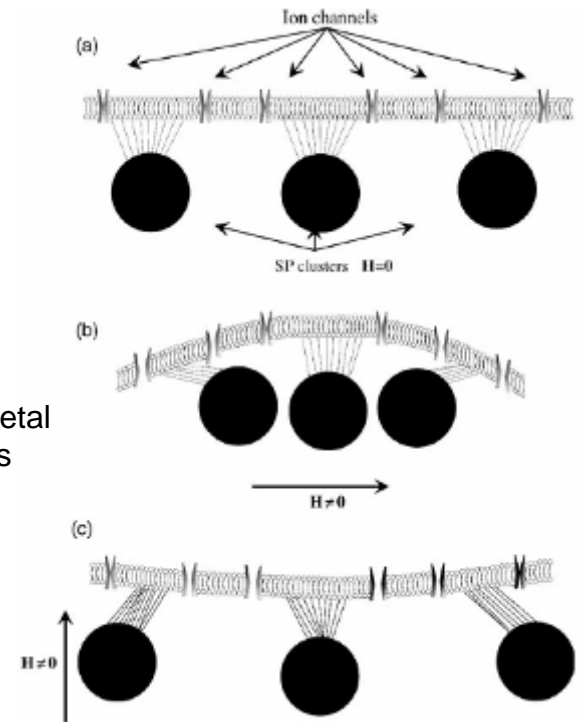 Ion channels
(a)
SP clusters H=0
(b)
etal
s
H≠0
(c)
H≠0